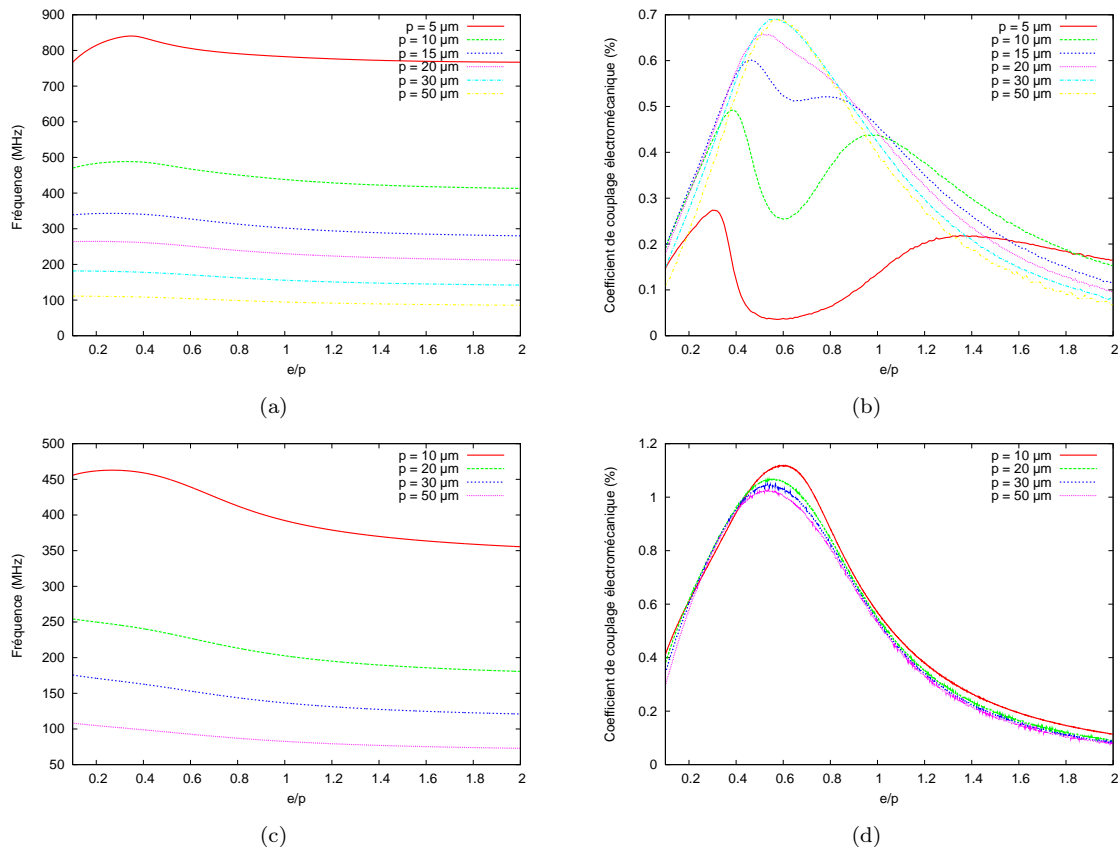 900
800
700
600
500
400
300
200
100
0
Fréquence (MHz)
0.2 0.4 0.6 0.8 1 1.2 1.4 1.6 1.8 2
e/p
p = 5 µm
p = 10 µm
p = 15 µm
p = 20 µm
p = 30 µm
p = 50 µm
(a)
0.7
0.6
0.5
0.4
0.3
0.2
0.1
0
Coefficient de couplage électromécanique (%)
0.2 0.4 0.6 0.8 1 1.2 1.4 1.6 1.8 2
e/p
p = 5 µm
p = 10 µm
p = 15 µm
p = 20 µm
p = 30 µm
p = 50 µm
(b)
500
450
400
350
300
250
200
150
100
50
Fréquence (MHz)
0.2 0.4 0.6 0.8 1 1.2 1.4 1.6 1.8 2
e/p
p = 10 µm
p = 20 µm
p = 30 µm
p = 50 µm
(c)
1.2
1
0.8
0.6
0.4
0.2
0
Coefficient de couplage électromécanique (%)
0.2 0.4 0.6 0.8 1 1.2 1.4 1.6 1.8 2
e/p
p = 10 µm
p = 20 µm
p = 30 µm
p = 50 µm
(d)